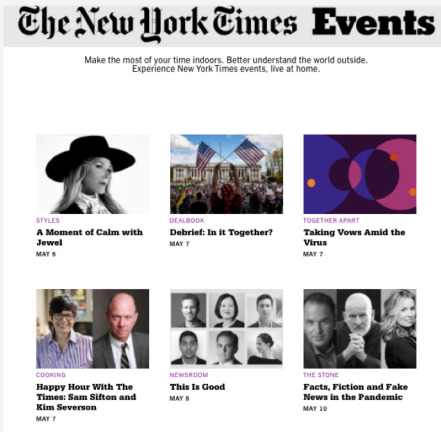 The New York Times Events
Make the most of your time indoors. Better understand the world outside.
Experience New York Times events, live at home.
STYLES
A Moment of Calm with
Jewel
MAY 6
DEALBOOK
Debrief: In it Together?
MAY 7
TOGETHER APART
Taking Vows Amid the
Virus
MAY 7
COOKING
Happy Hour With The
Times: Sam Sifton and
Kim Severson
MAY 7
NEWSROOM
This Is Good
MAY 8
THE STONE
Facts, Fiction and Fake
News in the Pandemic
MAY 10